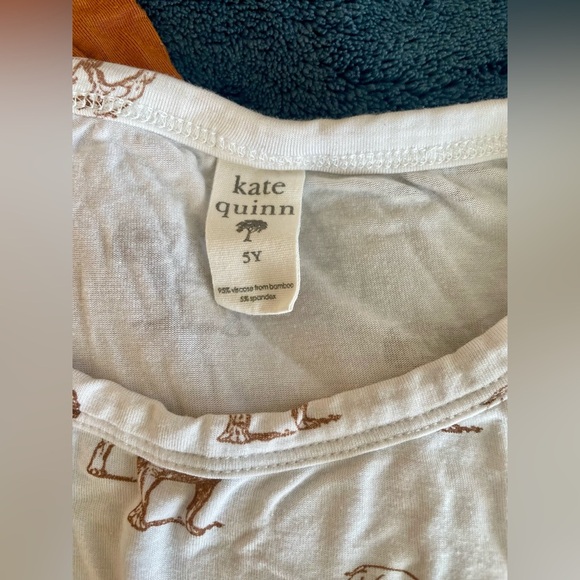 kate
quinn
5Y
95% viscose from bamboo
5% spandex